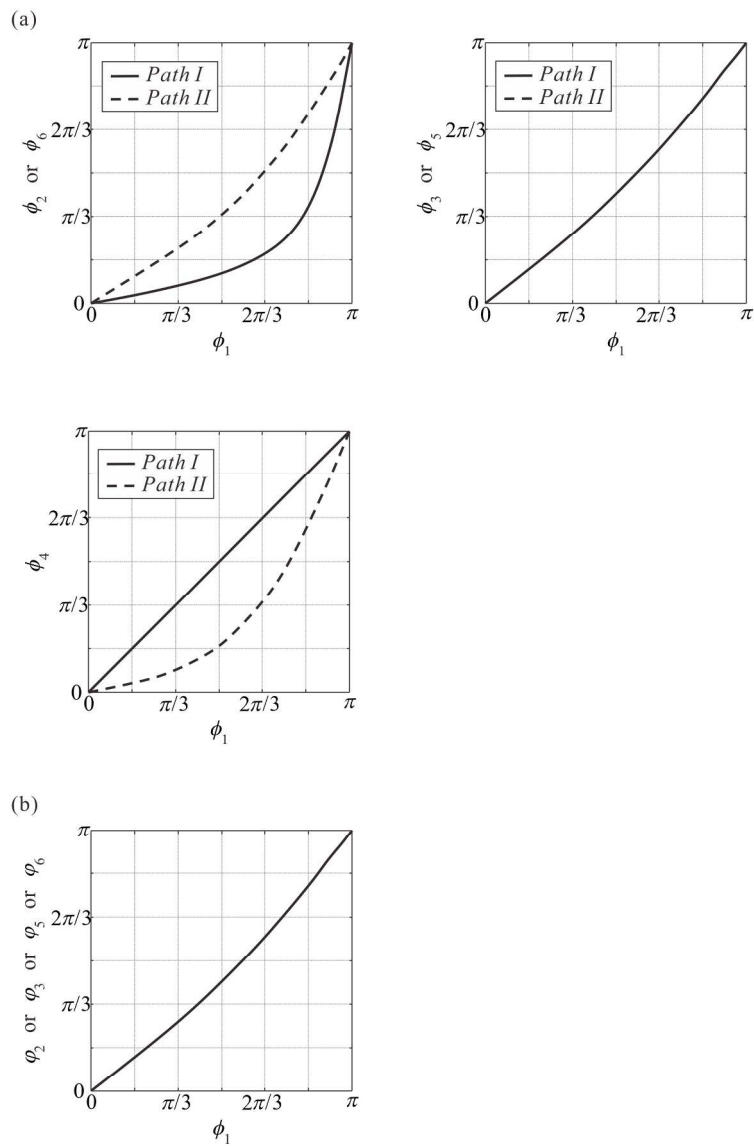 (a)
π
2π/3
π/3
0
ϕ2 or ϕ6
Path I
Path II
0 π/3 2π/3 π
ϕ1
π
2π/3
π/3
0
ϕ3 or ϕ5
Path I
Path II
0 π/3 2π/3 π
ϕ1
π
2π/3
π/3
0
ϕ4
Path I
Path II
0 π/3 2π/3 π
ϕ1
(b)
π
2π/3
π/3
0
φ2 or φ3 or φ5 or φ6
0 π/3 2π/3 π
ϕ1